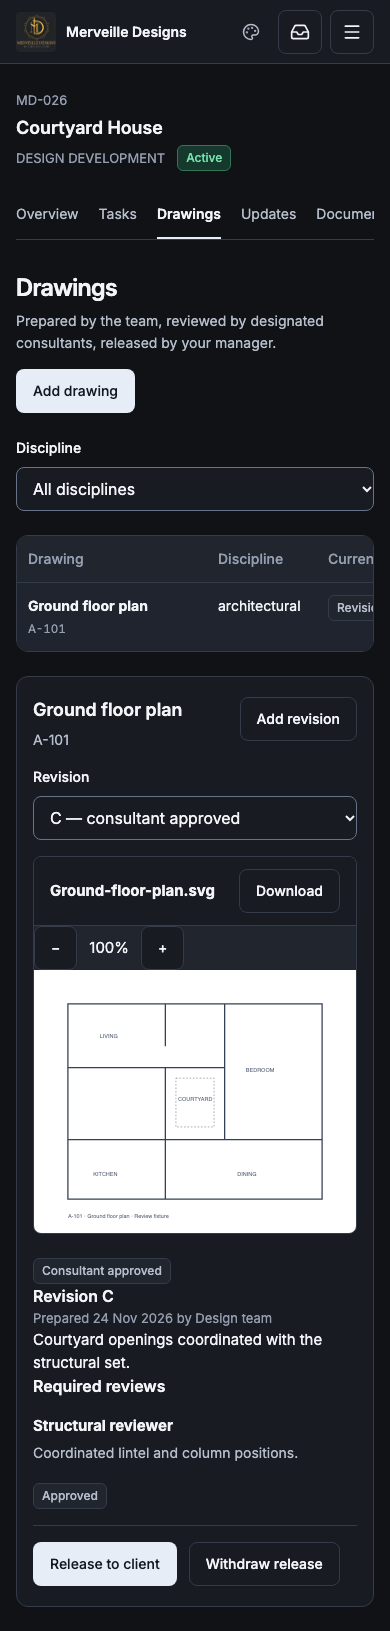 Merveille Designs
MD-026
Courtyard House
DESIGN DEVELOPMENT Active
Overview Tasks Drawings Updates Documen
Drawings
Prepared by the team, reviewed by designated
consultants, released by your manager.
Add drawing
Discipline
All disciplines
Drawing Discipline Curren
Ground floor plan architectural Revisio
A-101
Ground floor plan Add revision
A-101
Revision
C — consultant approved
Ground-floor-plan.svg Download
− 100% +
LIVING
BEDROOM
COURTYARD
KITCHEN DINING
A-101 · Ground floor plan · Review fixture
Consultant approved
Revision C
Prepared 24 Nov 2026 by Design team
Courtyard openings coordinated with the
structural set.
Required reviews
Structural reviewer
Coordinated lintel and column positions.
Approved
Release to client Withdraw release